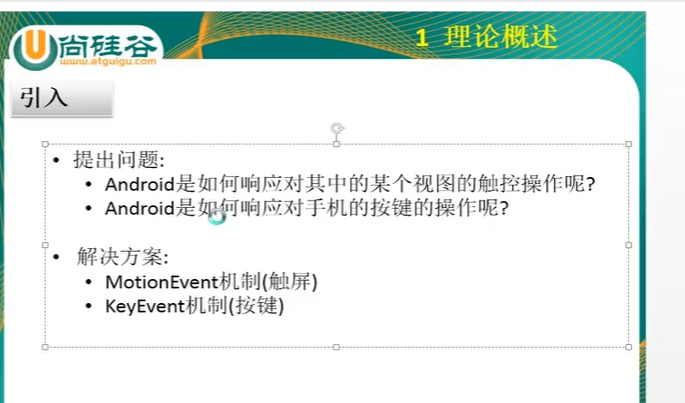 尚硅谷
www.atguigu.com
1 理论概述
引入
• 提出问题:
• Android是如何响应对其中的某个视图的触控操作呢?
• Android是如何响应对手机的按键的操作呢?
• 解决方案:
• MotionEvent机制(触屏)
• KeyEvent机制(按键)